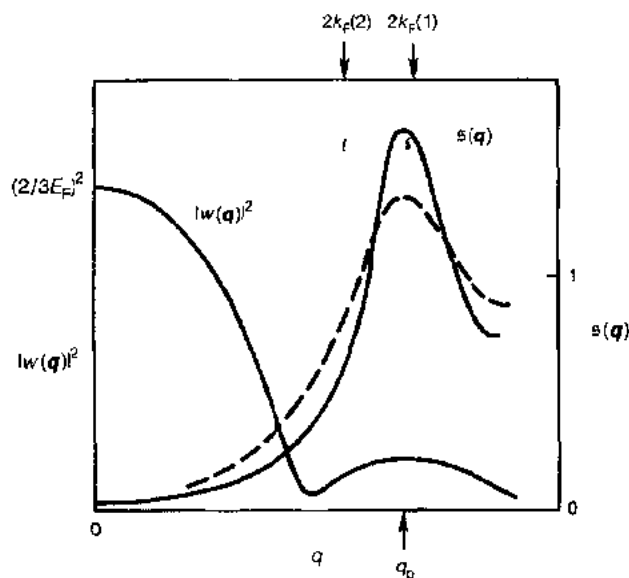 2k_F(2) 2k_F(1)
𝔰(q)
(2/3E_F)²
|w(q)|²
1
|w(q)|²
𝔰(q)
0
0
q
q_p